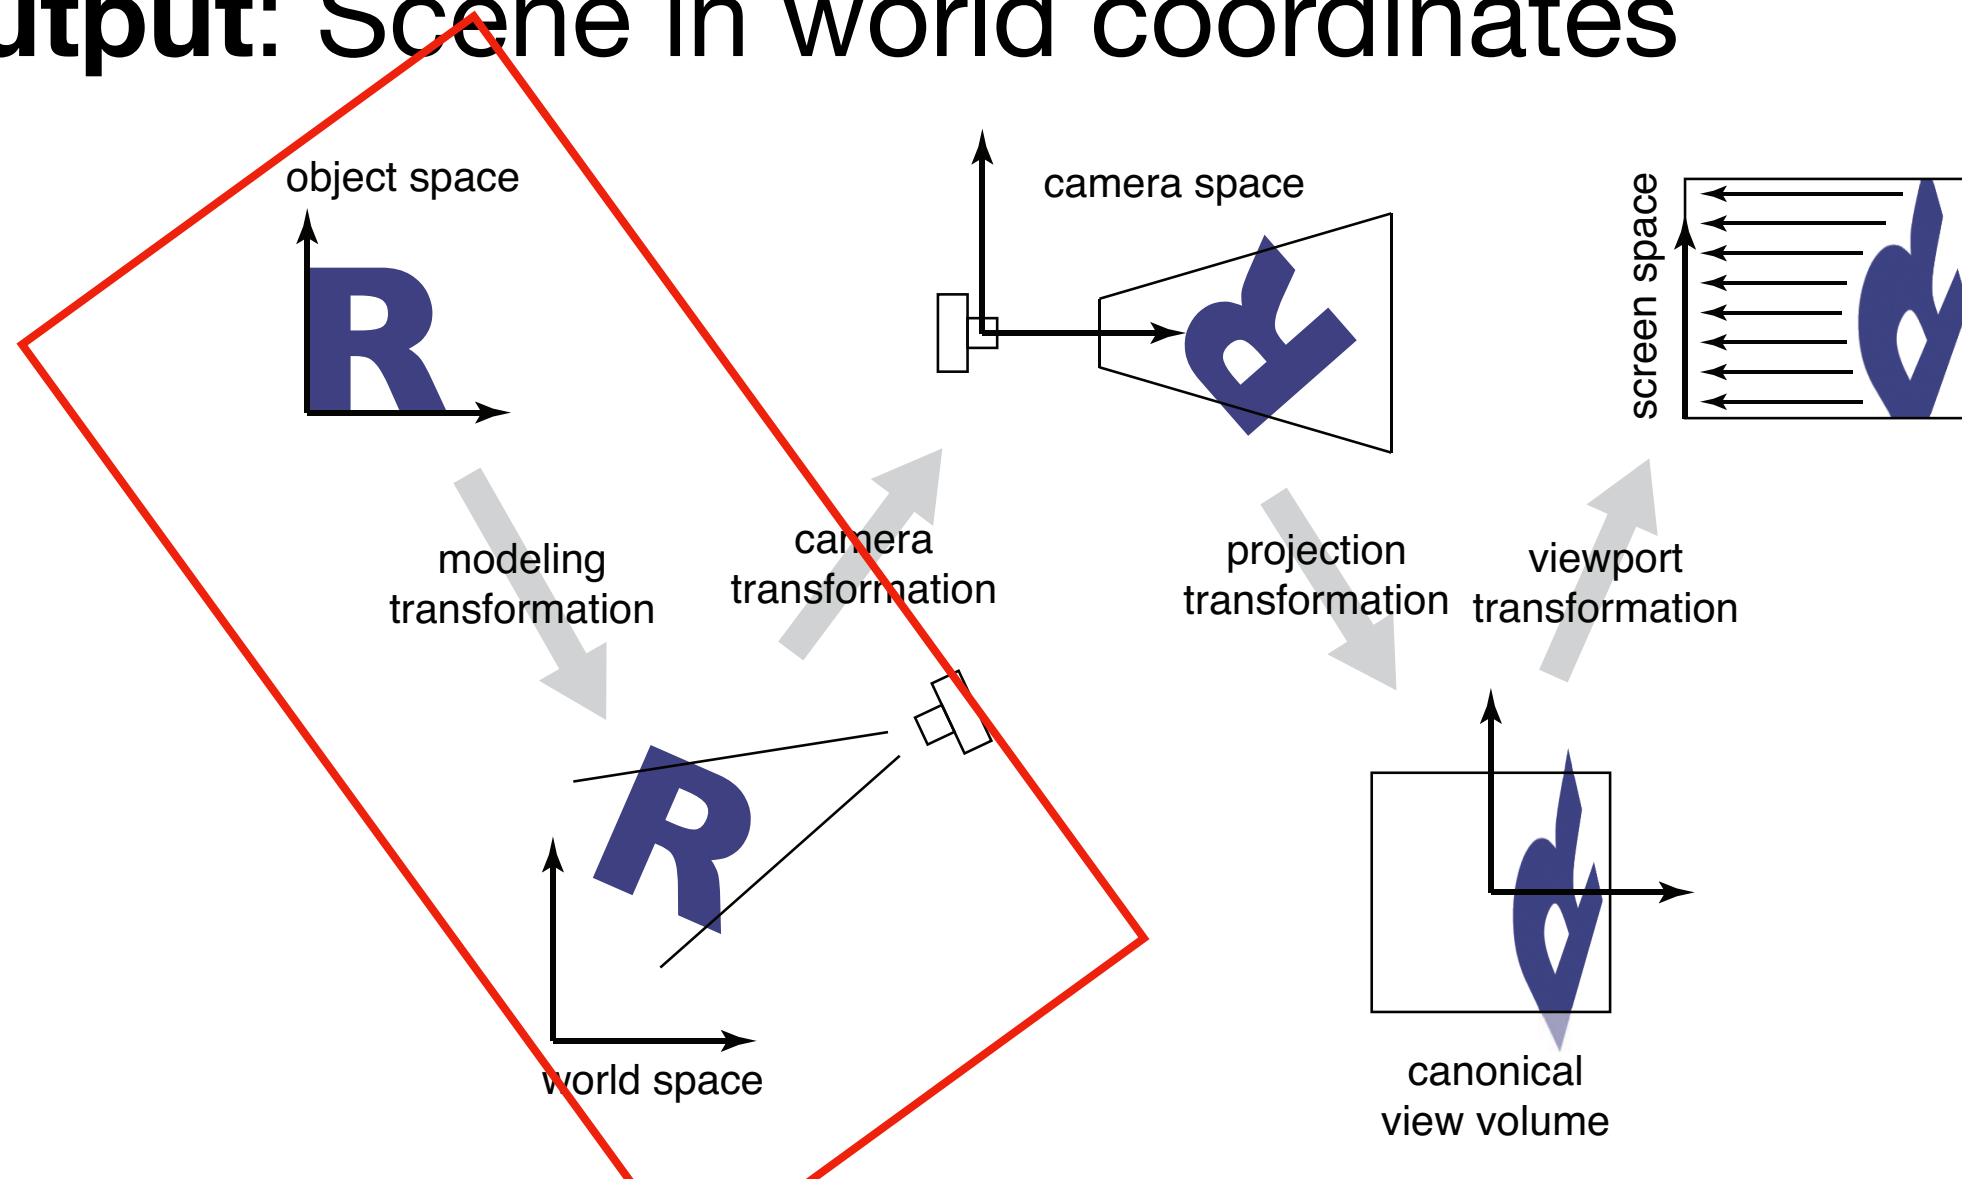 utput: Scene in world coordinates
object space
camera space
screen space
modeling
transformation
camera
transformation
projection
transformation
viewport
transformation
world space
canonical
view volume